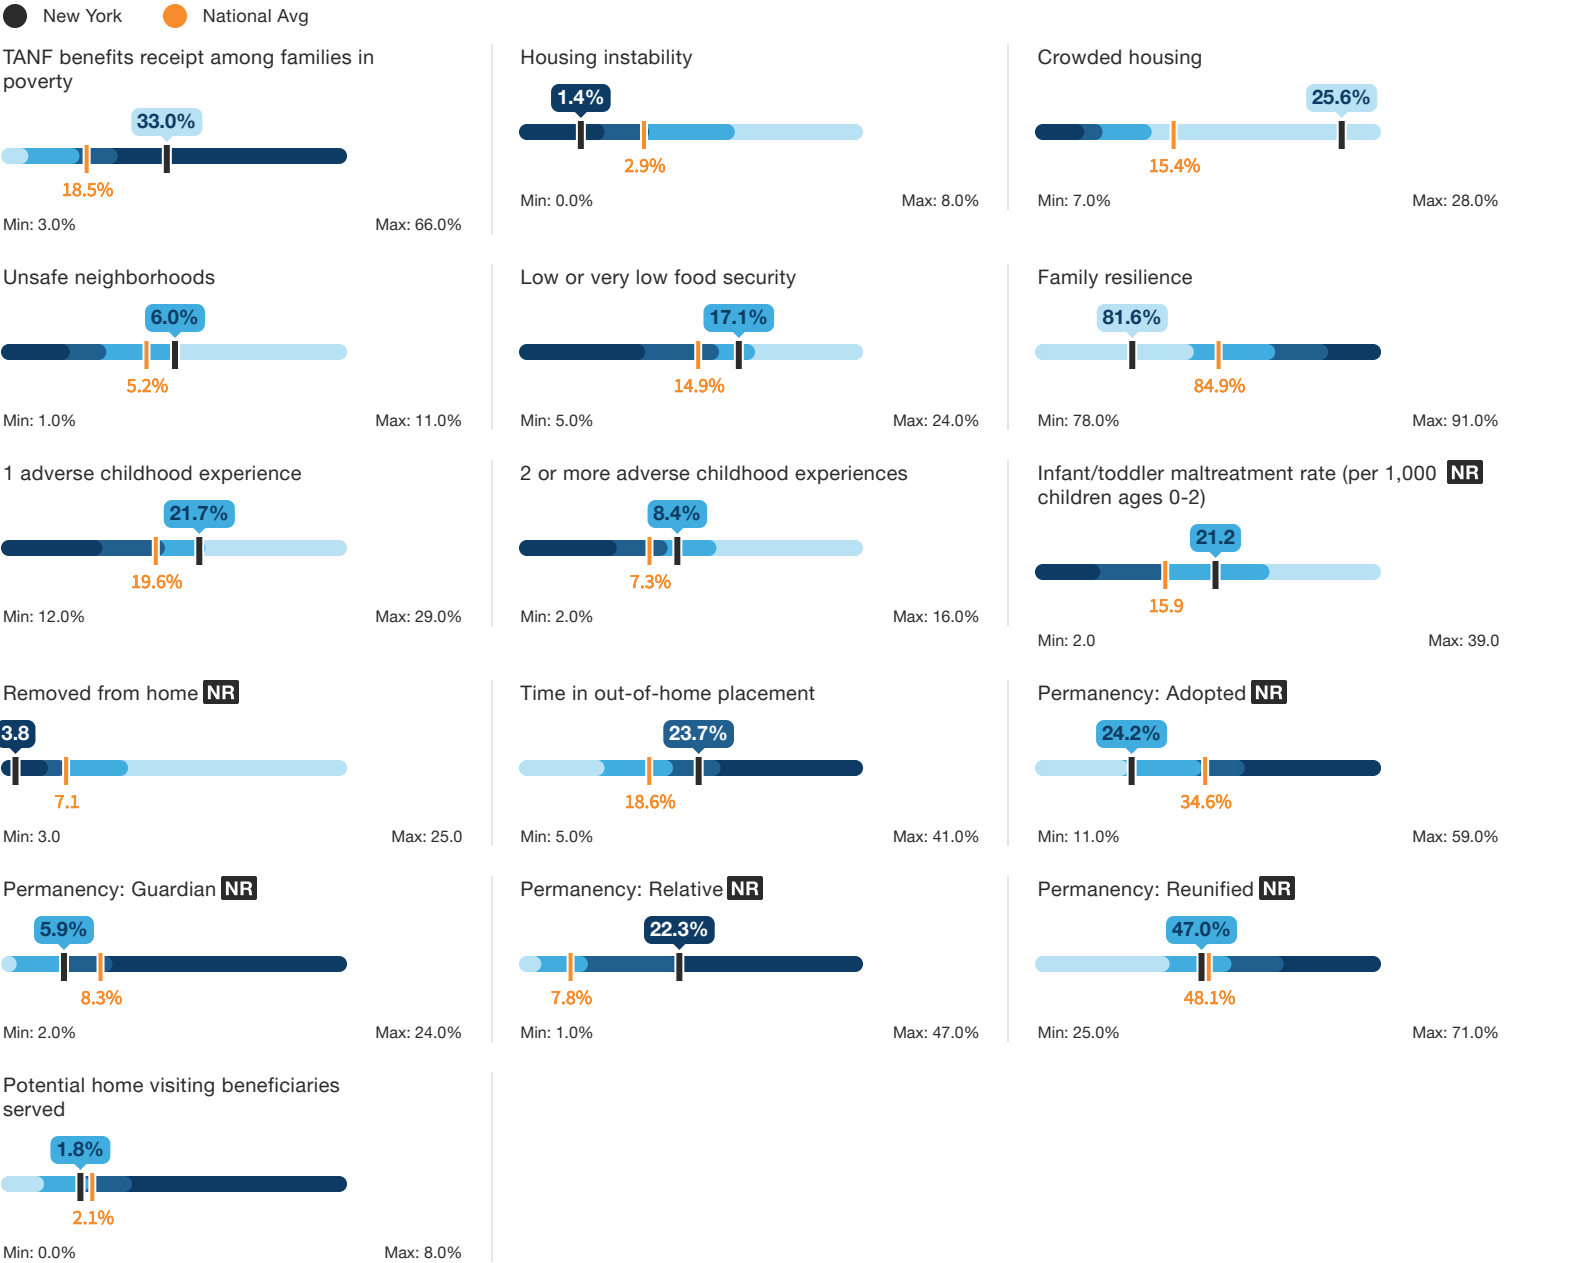 New York
National Avg
TANF benefits receipt among families in
poverty
33.0%
18.5%
Min: 3.0%
Max: 66.0%
Housing instability
1.4%
2.9%
Min: 0.0%
Max: 8.0%
Crowded housing
25.6%
15.4%
Min: 7.0%
Max: 28.0%
Unsafe neighborhoods
6.0%
5.2%
Min: 1.0%
Max: 11.0%
Low or very low food security
17.1%
14.9%
Min: 5.0%
Max: 24.0%
Family resilience
81.6%
84.9%
Min: 78.0%
Max: 91.0%
1 adverse childhood experience
21.7%
19.6%
Min: 12.0%
Max: 29.0%
2 or more adverse childhood experiences
8.4%
7.3%
Min: 2.0%
Max: 16.0%
Infant/toddler maltreatment rate (per 1,000 NR
children ages 0-2)
21.2
15.9
Min: 2.0
Max: 39.0
Removed from home NR
3.8
7.1
Min: 3.0
Max: 25.0
Time in out-of-home placement
23.7%
18.6%
Min: 5.0%
Max: 41.0%
Permanency: Adopted NR
24.2%
34.6%
Min: 11.0%
Max: 59.0%
Permanency: Guardian NR
5.9%
8.3%
Min: 2.0%
Max: 24.0%
Permanency: Relative NR
22.3%
7.8%
Min: 1.0%
Max: 47.0%
Permanency: Reunified NR
47.0%
48.1%
Min: 25.0%
Max: 71.0%
Potential home visiting beneficiaries
served
1.8%
2.1%
Min: 0.0%
Max: 8.0%